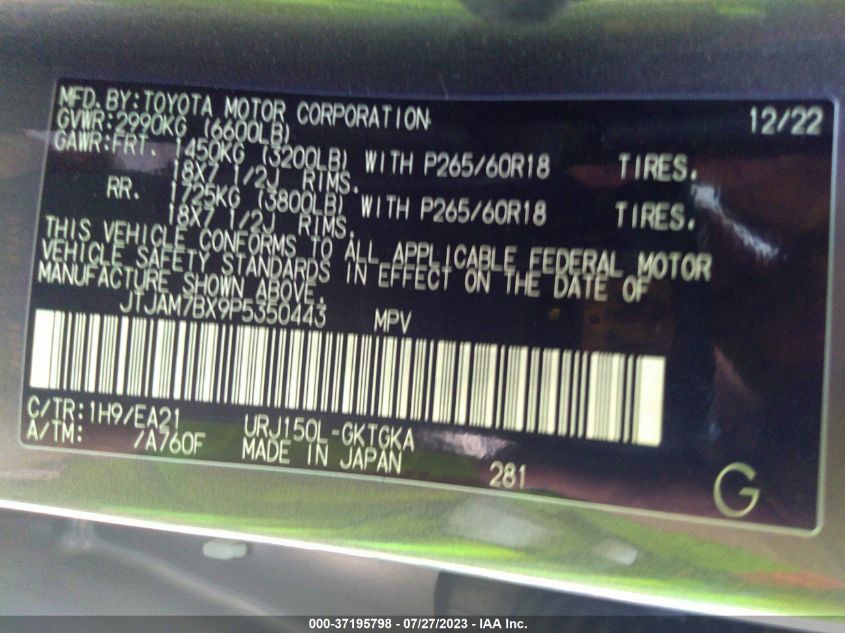 MFD. BY: TOYOTA MOTOR CORPORATION 12/22
GVWR: 2990KG (6600LB)
GAWR: FRT. 1450KG (3200LB) WITH P265/60R18 TIRES.
18X7 1/2J RIMS.
RR. 1725KG (3800LB) WITH P265/60R18 TIRES.
18X7 1/2J RIMS.
THIS VEHICLE CONFORMS TO ALL APPLICABLE FEDERAL MOTOR
VEHICLE SAFETY STANDARDS IN EFFECT ON THE DATE OF
MANUFACTURE SHOWN ABOVE.
JTJAM7BX9P5350443 MPV
C/TR: 1H9/EA21 URJ150L-GKTGKA
A/TM: /A760F MADE IN JAPAN 281
G
000-37195798 - 07/27/2023 - IAA Inc.